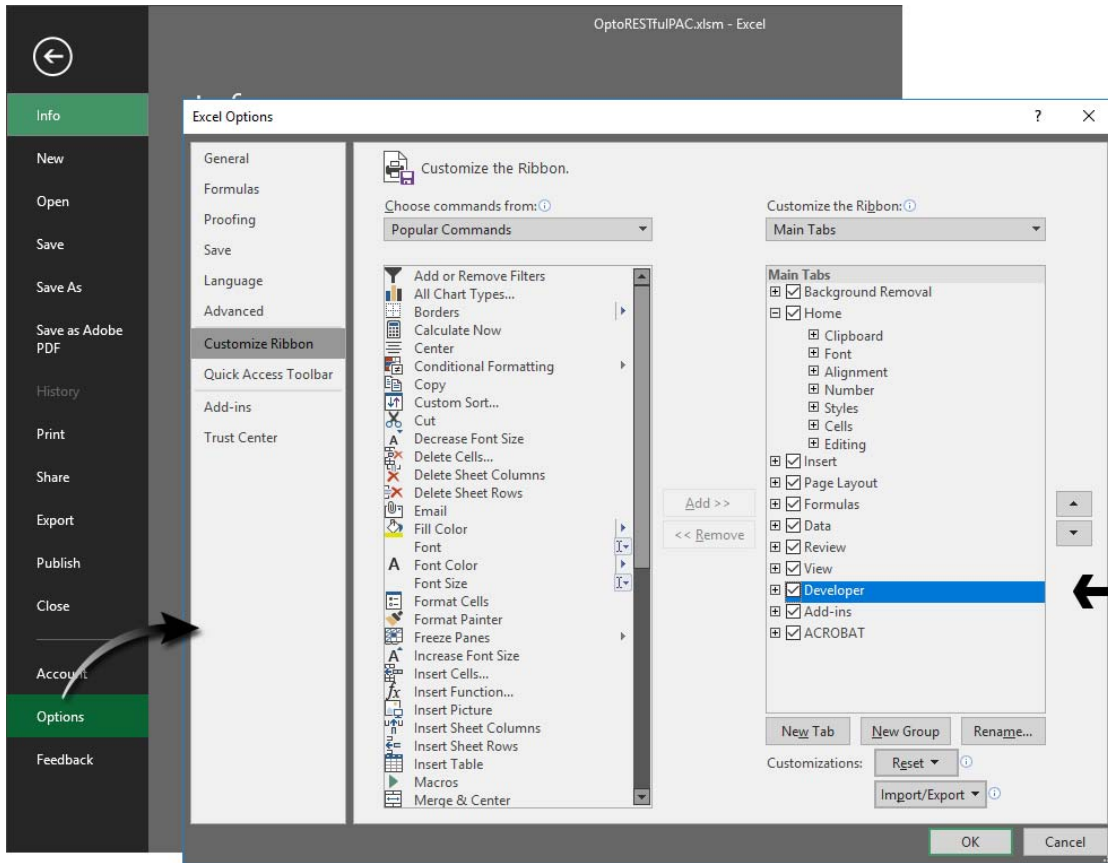 OptoRESTfulPAC.xlsm - Excel
Info
New
Open
Save
Save As
Save as Adobe
PDF
History
Print
Share
Export
Publish
Close
Account
Options
Feedback
Excel Options
?
General
Formulas
Proofing
Save
Language
Advanced
Customize Ribbon
Quick Access Toolbar
Add-ins
Trust Center
Customize the Ribbon.
Choose commands from:
Popular Commands
Add or Remove Filters
All Chart Types...
Borders
Calculate Now
Center
Conditional Formatting
Copy
Custom Sort...
Cut
Decrease Font Size
Delete Cells...
Delete Sheet Columns
Delete Sheet Rows
Email
Fill Color
Font
Font Color
Font Size
Format Cells
Format Painter
Freeze Panes
Increase Font Size
Insert Cells...
Insert Function...
Insert Picture
Insert Sheet Columns
Insert Sheet Rows
Insert Table
Macros
Merge & Center
Add >>
<< Remove
Customize the Ribbon:
Main Tabs
Main Tabs
Background Removal
Home
Clipboard
Font
Alignment
Number
Styles
Cells
Editing
Insert
Page Layout
Formulas
Data
Review
View
Developer
Add-ins
ACROBAT
New Tab New Group Rename...
Customizations: Reset
Import/Export
OK Cancel